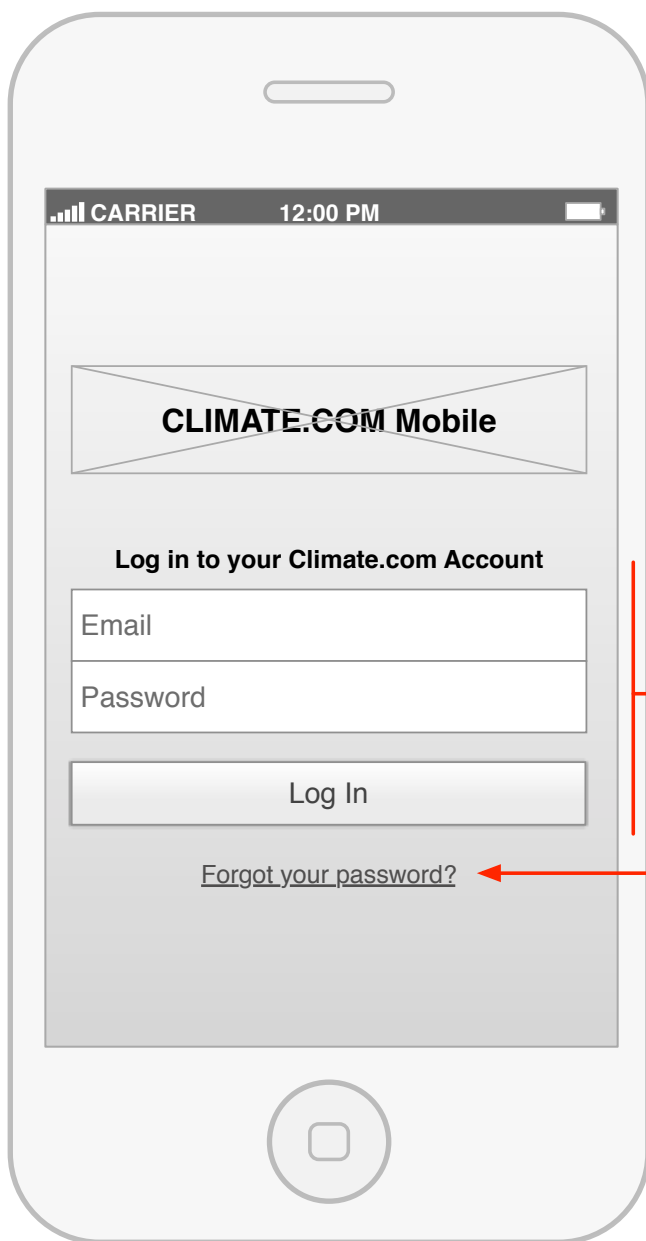 CARRIER 12:00 PM
CLIMATE.COM Mobile
Log in to your Climate.com Account
Email
Password
Log In
Forgot your password?